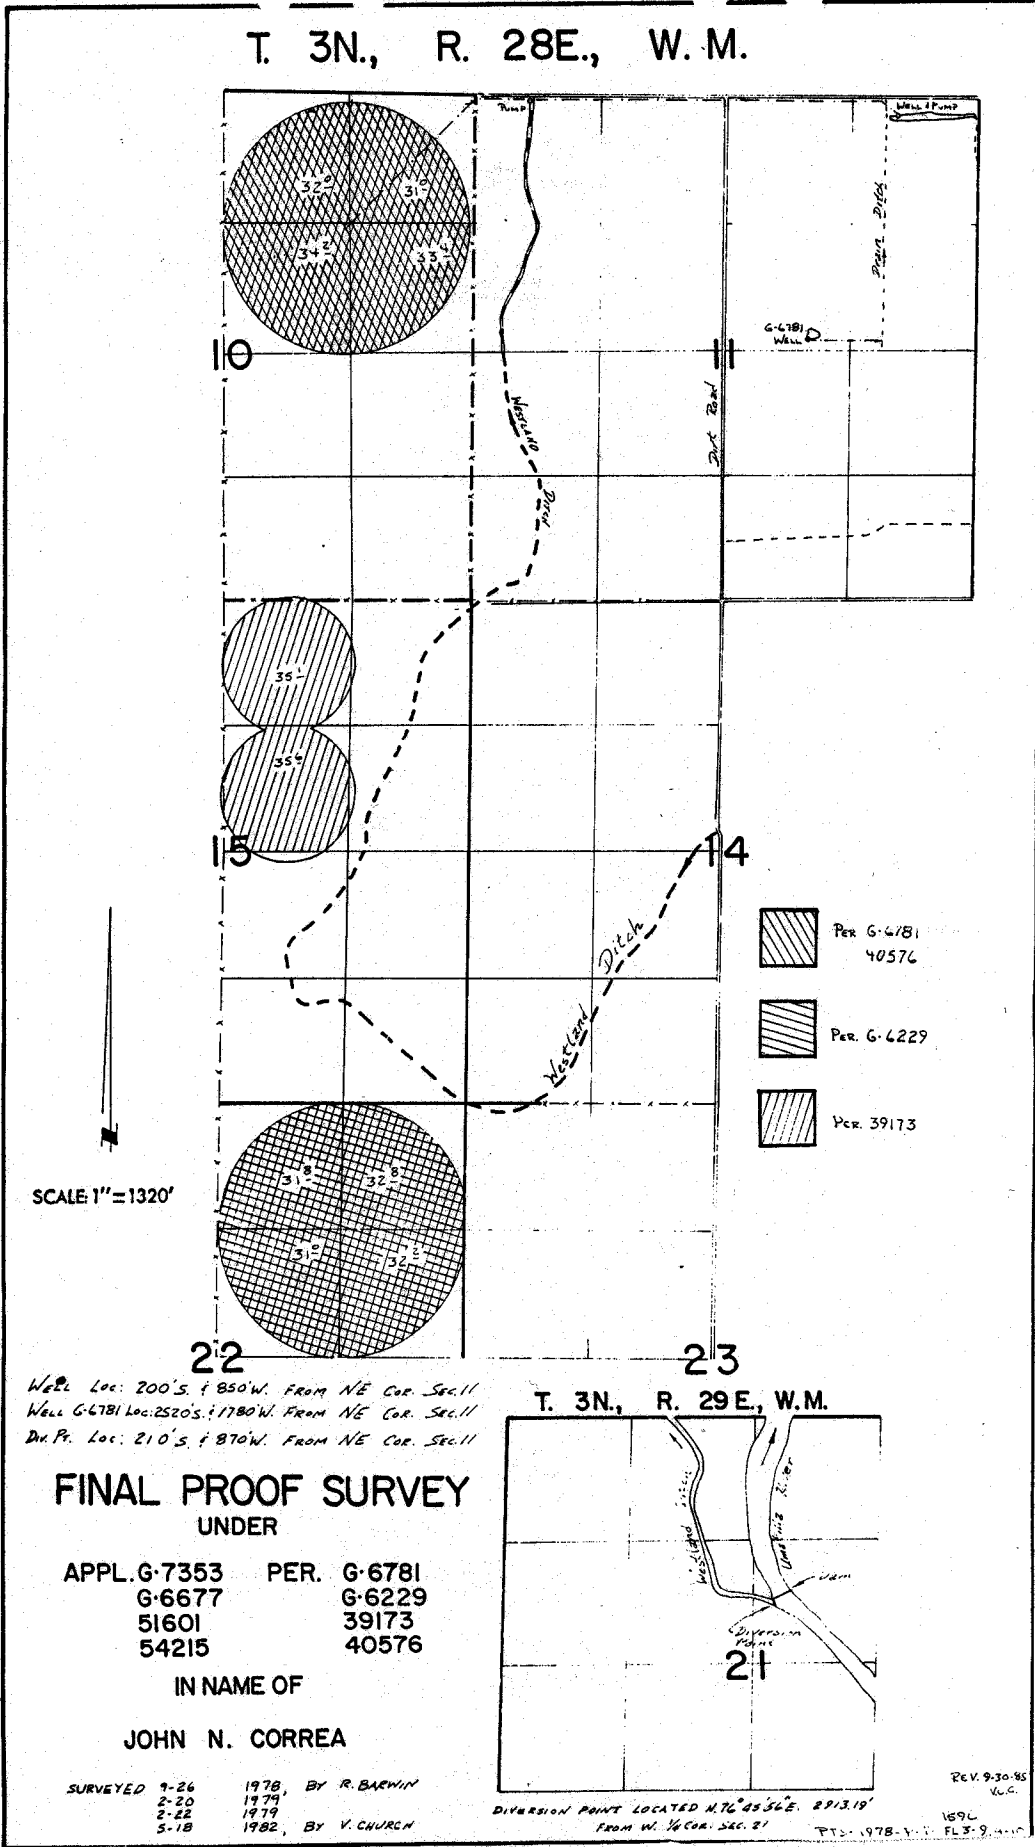 T. 3N., R. 28E., W.M.
PUMP
WELL & PUMP
32.0
31.0
34.2
33.4
Drain Ditch
G-6781
WELL
10
11
WESTLAND
DITCH
Dirt Road
35.1
35.6
15
14
Westland Ditch
PER G-6781
40576
PER. G-6229
PER. 39173
SCALE: 1"=1320'
31.8
32.8
31.0
32.2
22
23
WELL LOC: 200'S. & 850'W. FROM NE COR. SEC. 11
WELL G-6781 LOC: 2520'S. & 1780'W. FROM NE COR. SEC. 11
DIV. PT. LOC: 210'S. & 870'W. FROM NE COR. SEC. 11
T. 3N., R. 29E., W.M.
Westland Ditch
Umatilla River
Dam
Diversion
Point
21
FINAL PROOF SURVEY
UNDER
APPL. G-7353 PER. G-6781
G-6677 G-6229
51601 39173
54215 40576
IN NAME OF
JOHN N. CORREA
SURVEYED 9-26 1978, BY R. BARWIN
2-20 1979
2-22 1979
5-18 1982, BY V. CHURCH
DIVERSION POINT LOCATED N. 76° 45' 56" E. 2913.19'
FROM W. 1/4 COR. SEC. 21
REV. 9-30-85
V.C.